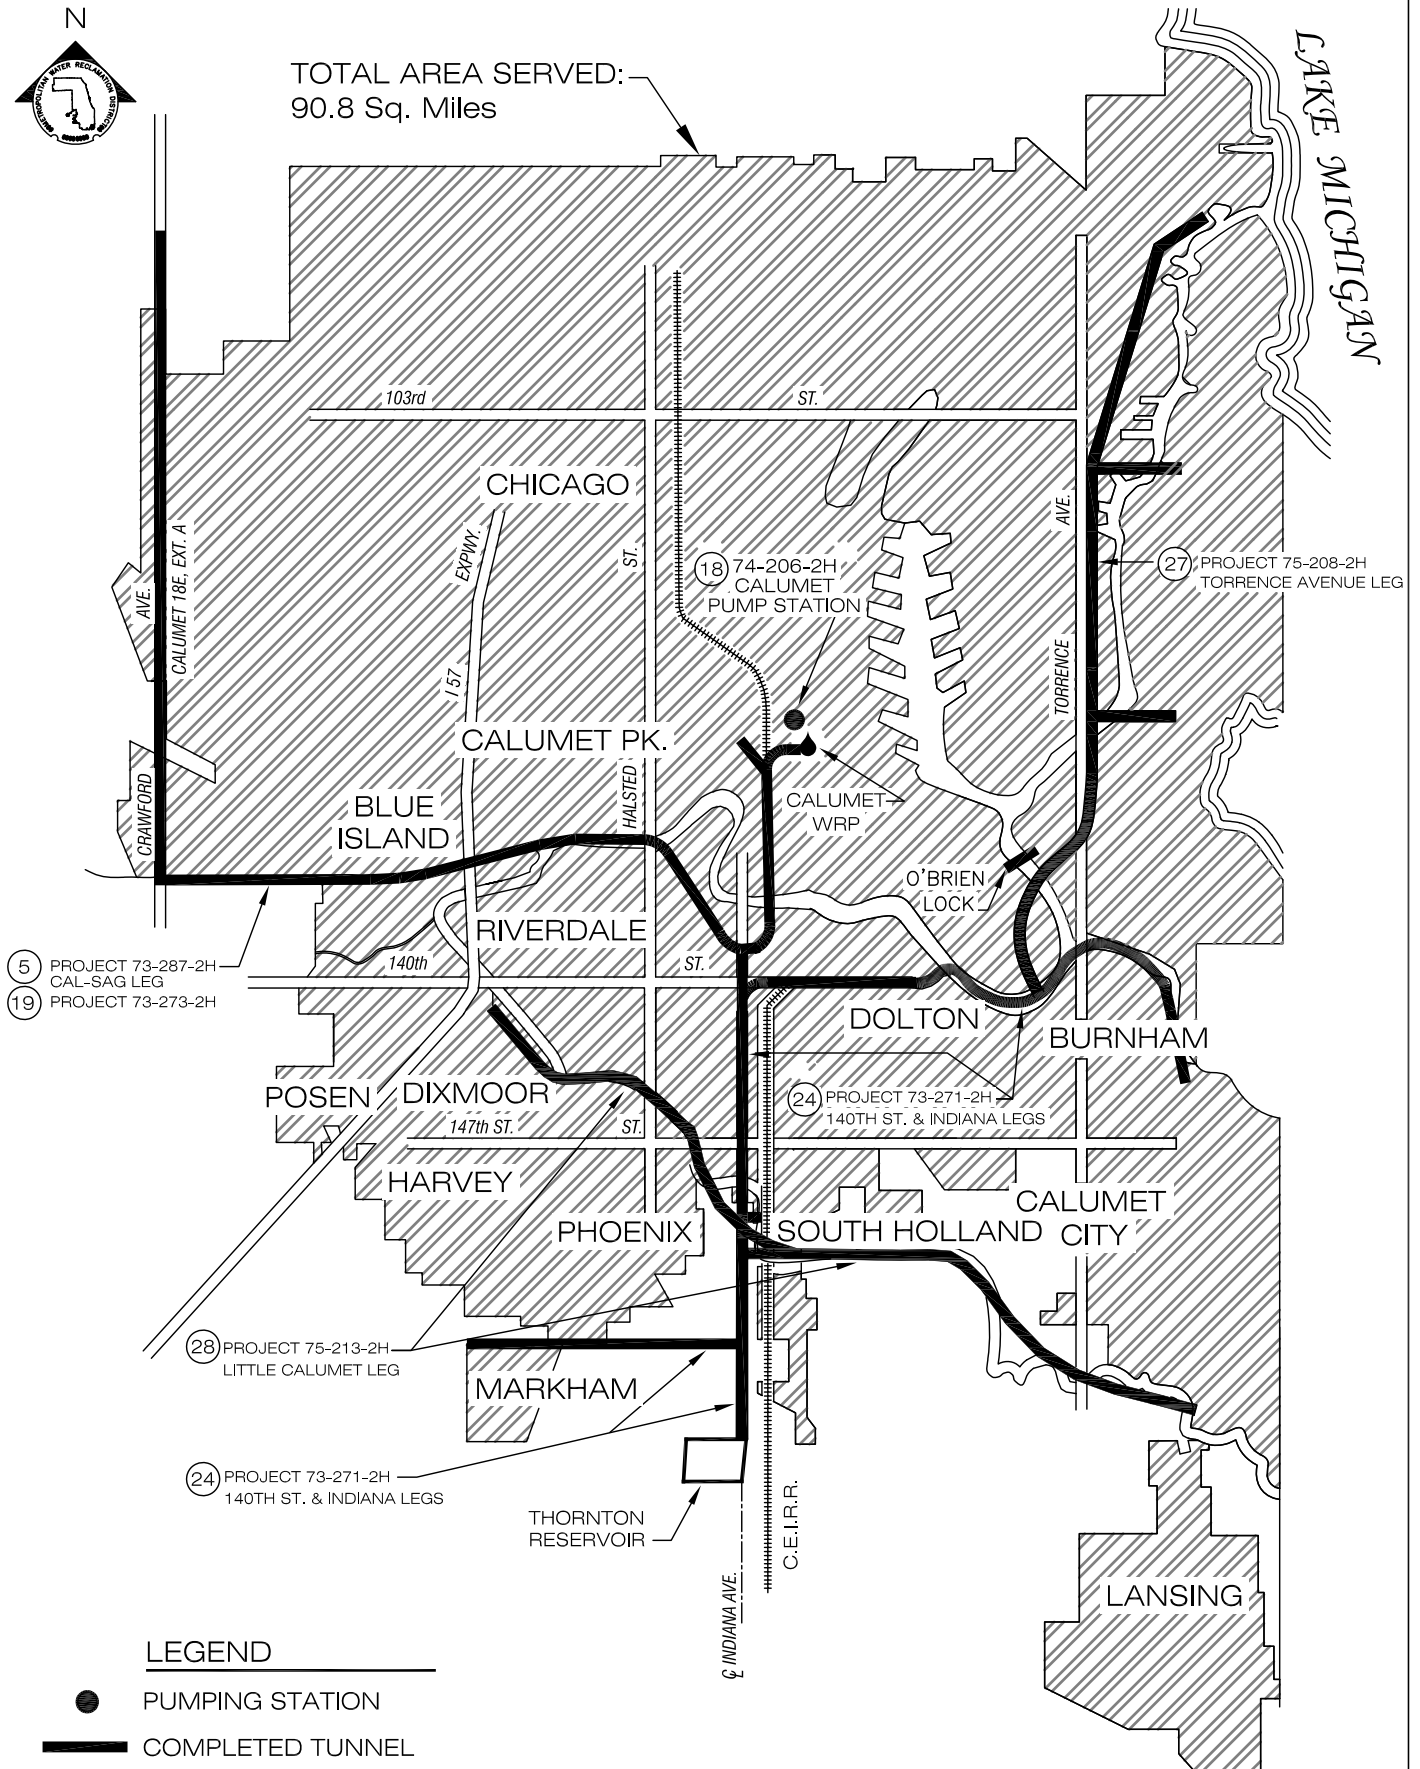 N
METROPOLITAN WATER RECLAMATION DISTRICT
TOTAL AREA SERVED:
90.8 Sq. Miles
LAKE MICHIGAN
103rd
ST.
CHICAGO
EXPWY.
ST.
AVE.
18
74-206-2H
CALUMET
PUMP STATION
27
PROJECT 75-208-2H
TORRENCE AVENUE LEG
AVE.
CALUMET 18E, EXT. A
I 57
TORRENCE
CALUMET PK.
HALSTED
CALUMET
WRP
BLUE
ISLAND
CRAWFORD
O'BRIEN
LOCK
RIVERDALE
5
PROJECT 73-287-2H
CAL-SAG LEG
19
PROJECT 73-273-2H
140th
ST.
DOLTON
BURNHAM
POSEN
DIXMOOR
24
PROJECT 73-271-2H
140TH ST. & INDIANA LEGS
147th ST.
ST.
HARVEY
PHOENIX
SOUTH HOLLAND
CALUMET
CITY
28
PROJECT 75-213-2H
LITTLE CALUMET LEG
MARKHAM
24
PROJECT 73-271-2H
140TH ST. & INDIANA LEGS
THORNTON
RESERVOIR
C.E.I.R.R.
℄ INDIANA AVE.
LANSING
LEGEND
PUMPING STATION
COMPLETED TUNNEL